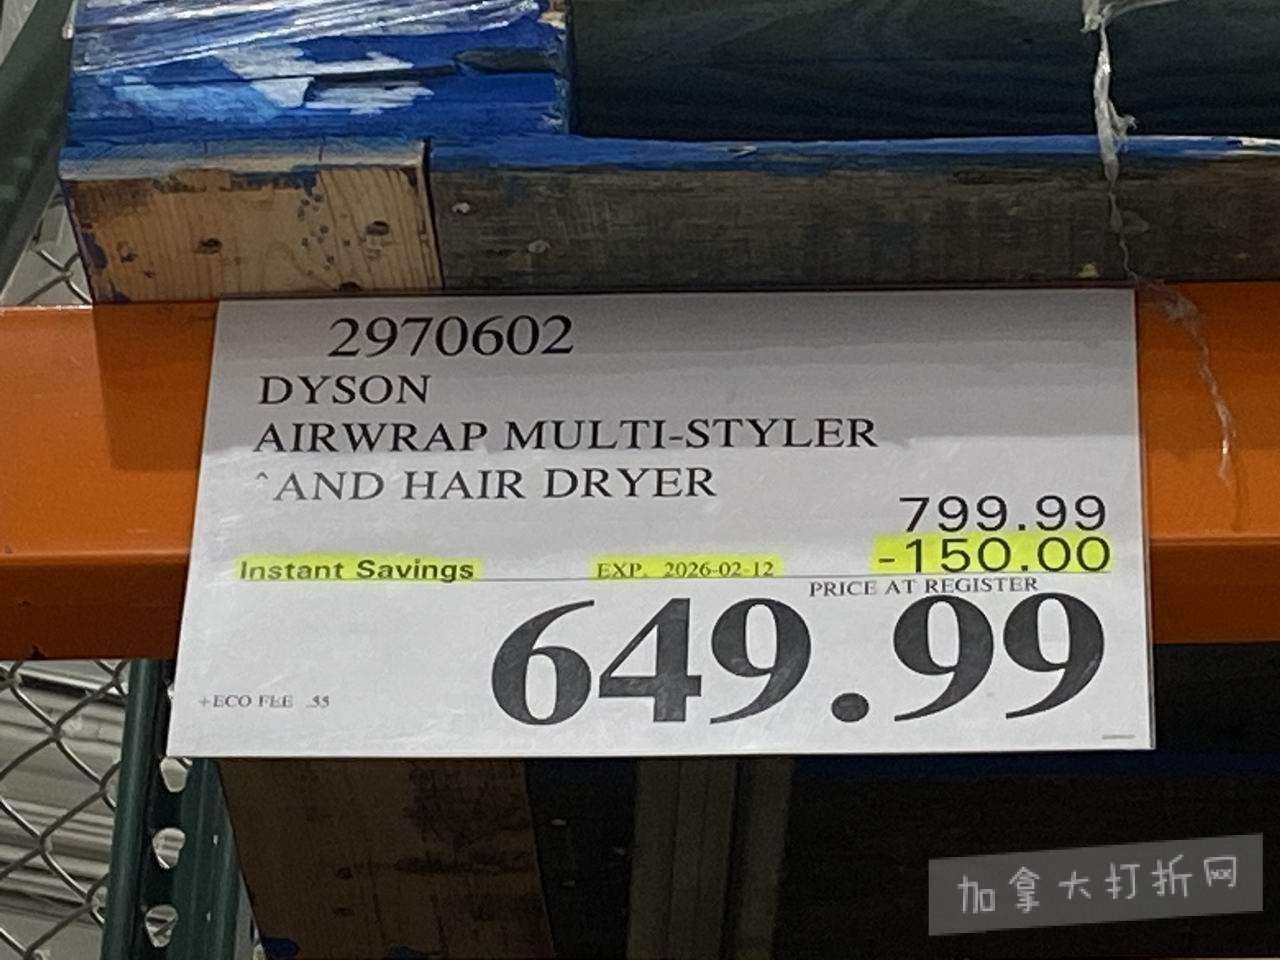 2970602
DYSON
AIRWRAP MULTI-STYLER
^AND HAIR DRYER
799.99
Instant Savings EXP. 2026-02-12 -150.00
PRICE AT REGISTER
649.99
+ECO FEE .55
加拿大打折网